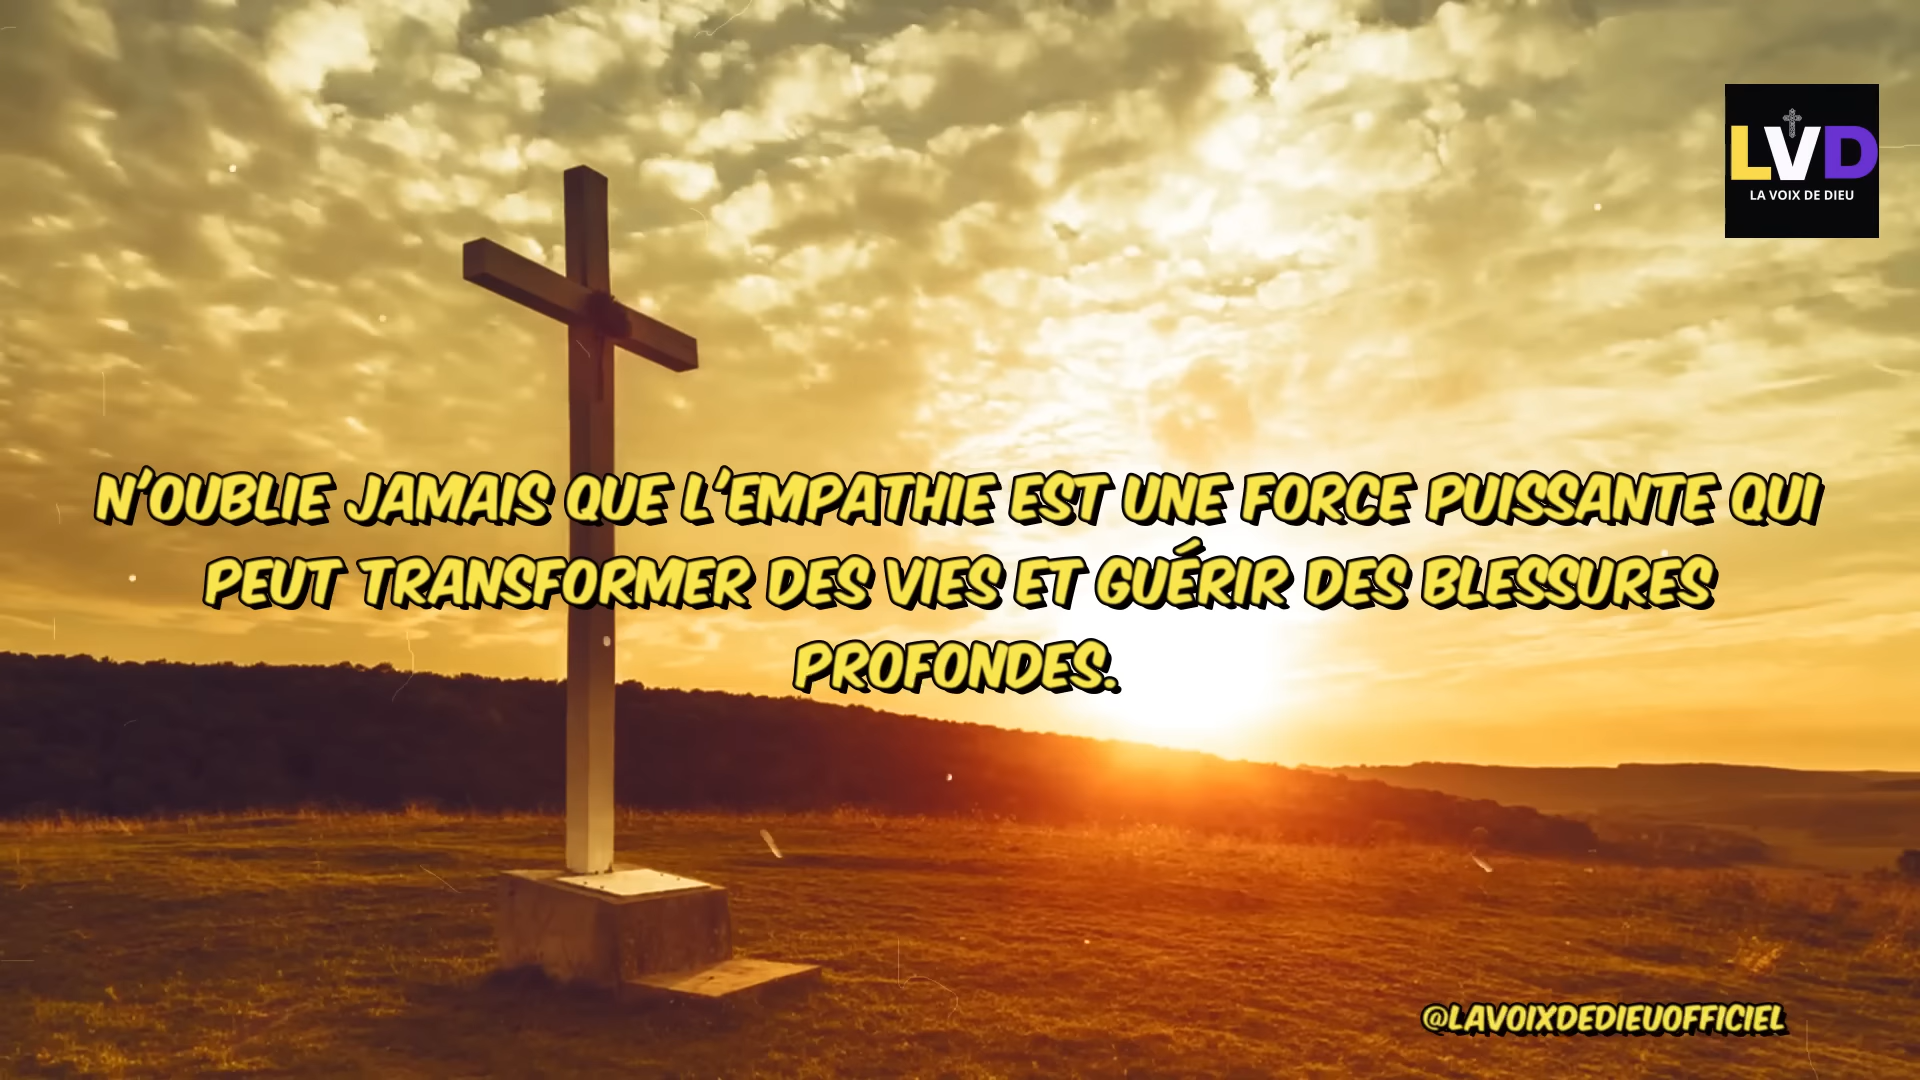 LVD
LA VOIX DE DIEU
N'OUBLIE JAMAIS QUE L'EMPATHIE EST UNE FORCE PUISSANTE QUI
PEUT TRANSFORMER DES VIES ET GUÉRIR DES BLESSURES
PROFONDES.
@LAVOIXDEDIEUOFFICIEL